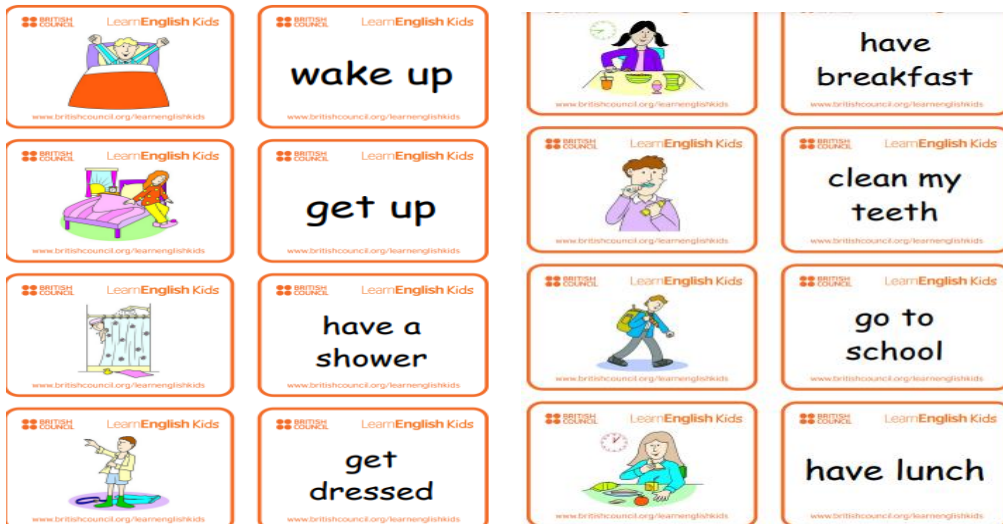 BRITISH
COUNCIL
LearnEnglish Kids
www.britishcouncil.org/learnenglishkids
BRITISH
COUNCIL
LearnEnglish Kids
wake up
www.britishcouncil.org/learnenglishkids
BRITISH
COUNCIL
LearnEnglish Kids
www.britishcouncil.org/learnenglishkids
BRITISH
COUNCIL
LearnEnglish Kids
get up
www.britishcouncil.org/learnenglishkids
BRITISH
COUNCIL
LearnEnglish Kids
www.britishcouncil.org/learnenglishkids
BRITISH
COUNCIL
LearnEnglish Kids
have a
shower
www.britishcouncil.org/learnenglishkids
BRITISH
COUNCIL
LearnEnglish Kids
www.britishcouncil.org/learnenglishkids
BRITISH
COUNCIL
LearnEnglish Kids
get
dressed
www.britishcouncil.org/learnenglishkids
COUNCIL
www.britishcouncil.org/learnenglishkids
COUNCIL
have
breakfast
www.britishcouncil.org/learnenglishkids
BRITISH
COUNCIL
LearnEnglish Kids
www.britishcouncil.org/learnenglishkids
BRITISH
COUNCIL
LearnEnglish Kids
clean my
teeth
www.britishcouncil.org/learnenglishkids
BRITISH
COUNCIL
LearnEnglish Kids
www.britishcouncil.org/learnenglishkids
BRITISH
COUNCIL
LearnEnglish Kids
go to
school
www.britishcouncil.org/learnenglishkids
BRITISH
COUNCIL
LearnEnglish Kids
www.britishcouncil.org/learnenglishkids
BRITISH
COUNCIL
LearnEnglish Kids
have lunch
www.britishcouncil.org/learnenglishkids